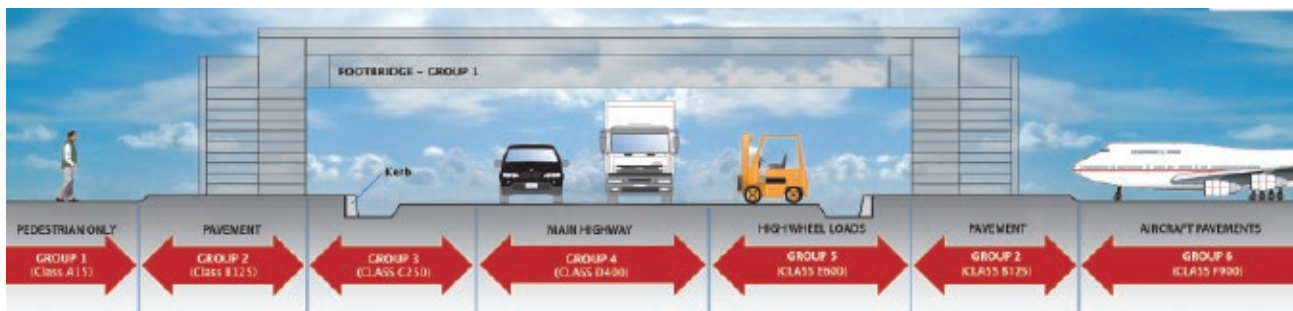 FOOTBRIDGE – GROUP 1
Kerb
PEDESTRIAN ONLY
PAVEMENT
MAIN HIGHWAY
HIGH WHEEL LOADS
PAVEMENT
AIRCRAFT PAVEMENTS
GROUP 1
(Class A15)
GROUP 2
(Class B125)
GROUP 3
(CLASS C250)
GROUP 4
(CLASS D400)
GROUP 5
(CLASS E600)
GROUP 2
(CLASS B125)
GROUP 6
(CLASS F900)